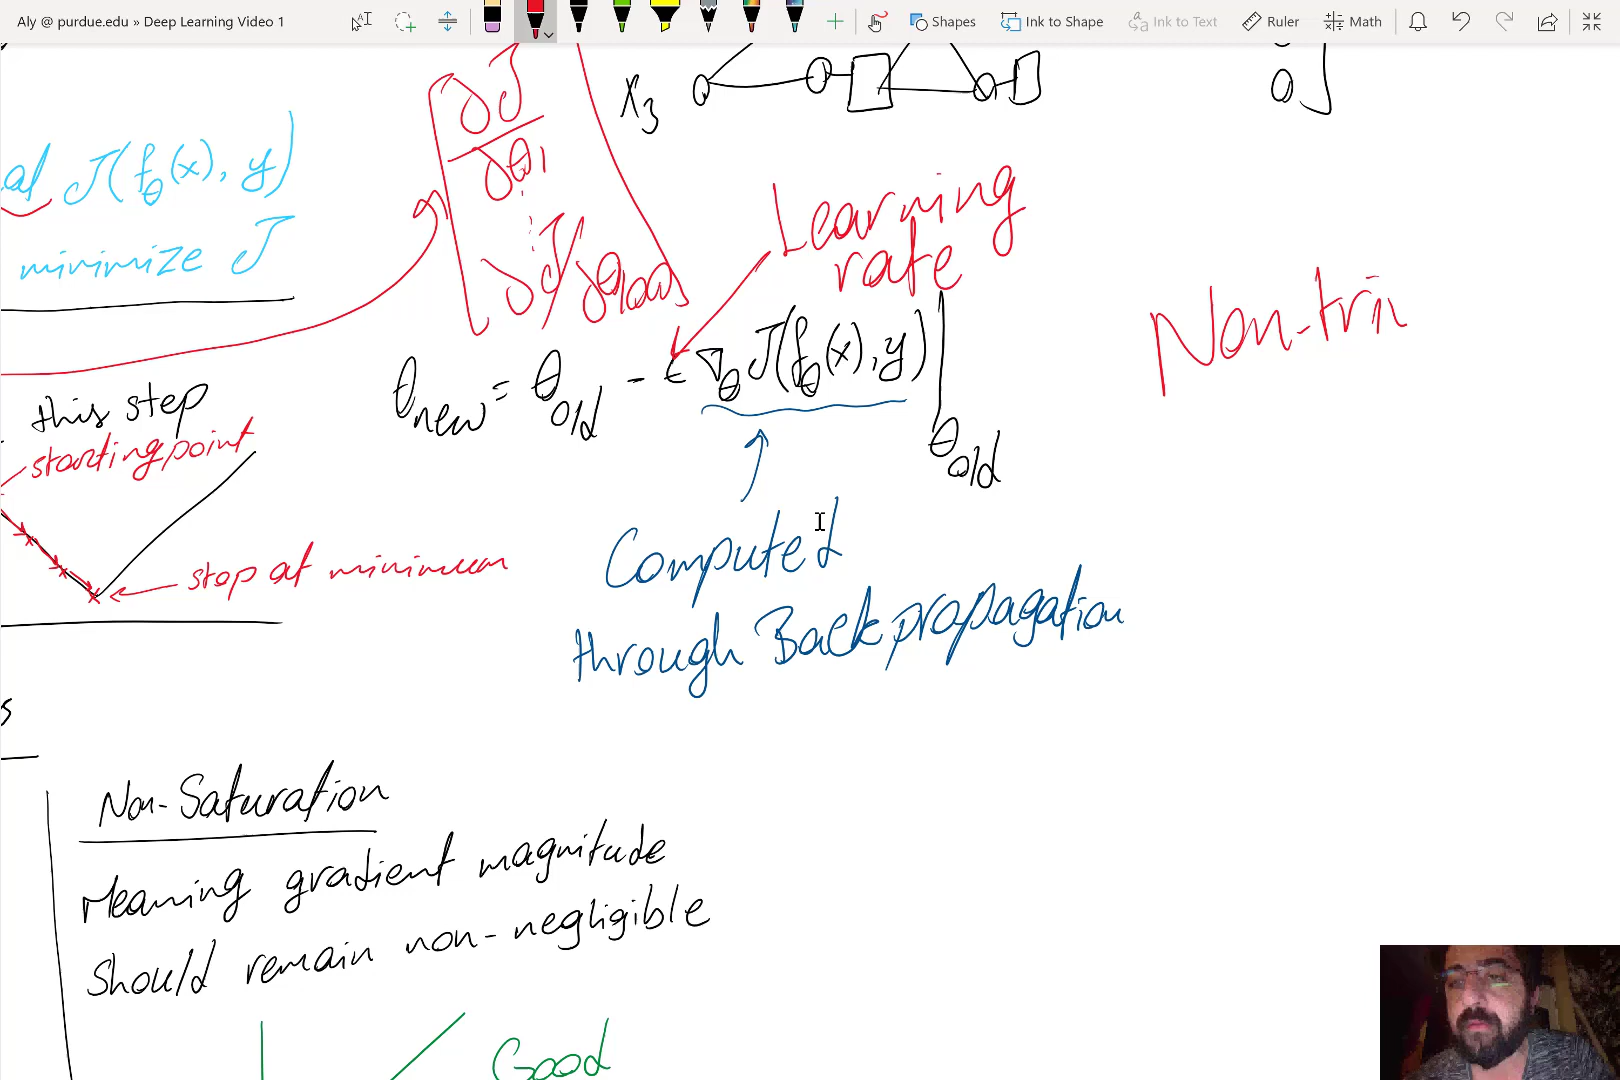 Aly @ purdue.edu » Deep Learning Video 1
Shapes
Ink to Shape
Ink to Text
Ruler
Math
x3
0
∂J
∂θ1
∂J/∂θ1000
al J(fθ(x), y)
minimize J
Learning
rate
θnew = θold - ϵ ∇θ J(fθ(x), y) | θold
Non-tri
this step
starting point
stop at minimum
Computed
through Backpropagation
s
Non-Saturation
Meaning gradient magnitude
Should remain non-negligible
Good